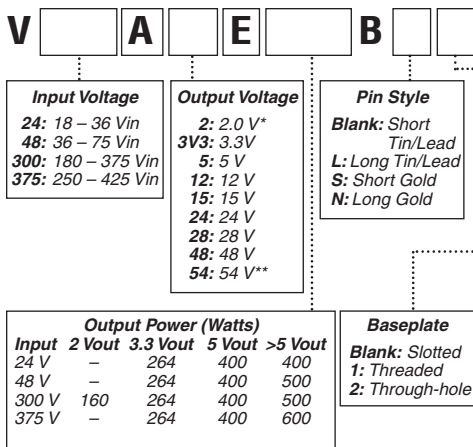 V A E B
Input Voltage
24: 18 – 36 Vin
48: 36 – 75 Vin
300: 180 – 375 Vin
375: 250 – 425 Vin
Output Voltage
2: 2.0 V*
3V3: 3.3V
5: 5 V
12: 12 V
15: 15 V
24: 24 V
28: 28 V
48: 48 V
54: 54 V**
Pin Style
Blank: Short
Tin/Lead
L: Long Tin/Lead
S: Short Gold
N: Long Gold
Output Power (Watts)
Input 2 Vout 3.3 Vout 5 Vout >5 Vout
24 V – 264 400 400
48 V – 264 400 500
300 V 160 264 400 500
375 V – 264 400 600
Baseplate
Blank: Slotted
1: Threaded
2: Through-hole